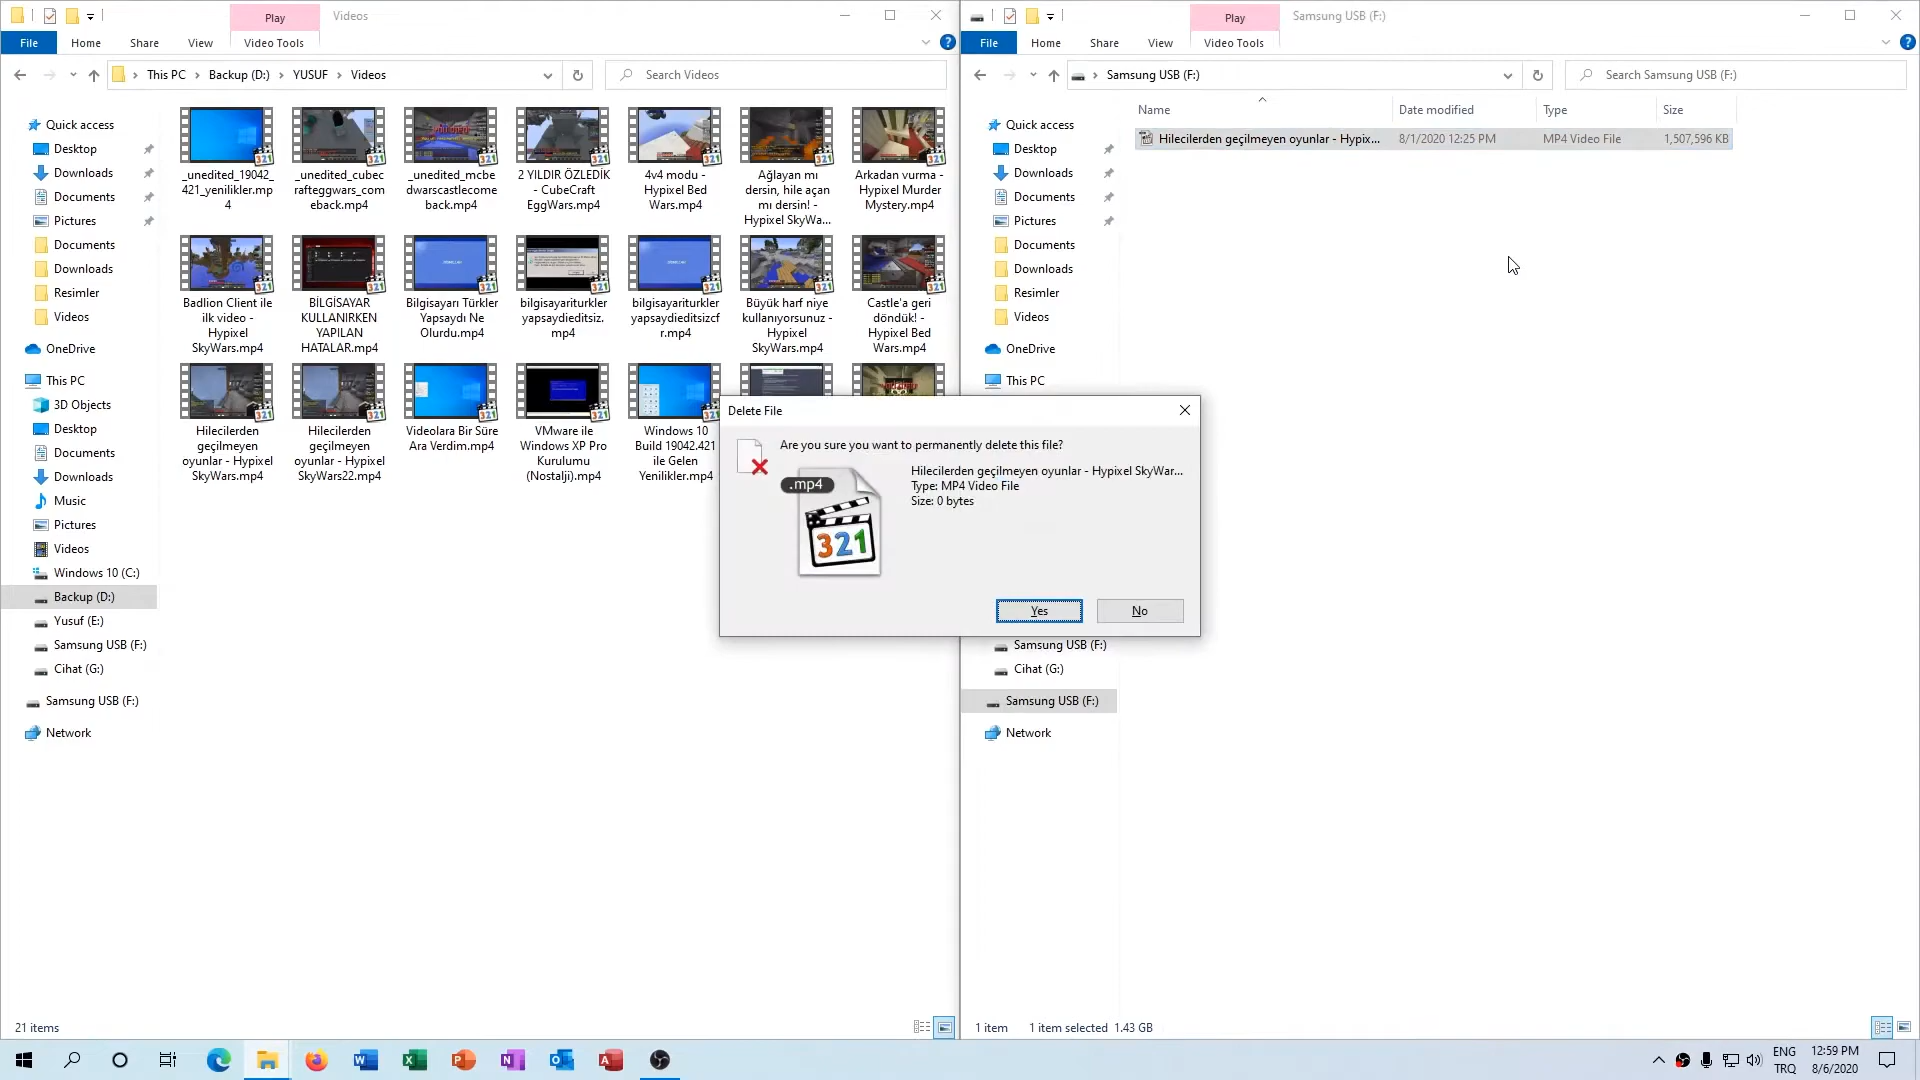 Play
Videos
File
Home
Share
View
Video Tools
This PC
Backup (D:)
YUSUF
Videos
Search Videos
Quick access
Desktop
Downloads
Documents
Pictures
Documents
Downloads
Resimler
Videos
OneDrive
This PC
3D Objects
Desktop
Documents
Downloads
Music
Pictures
Videos
Windows 10 (C:)
Backup (D:)
Yusuf (E:)
Samsung USB (F:)
Cihat (G:)
Samsung USB (F:)
Network
_unedited_19042_
421_yenilikler.mp
4
_unedited_cubec
rafteggwars_com
eback.mp4
_unedited_mcbe
dwarscastlecome
back.mp4
2 YILDIR ÖZLEDİK
- CubeCraft
EggWars.mp4
4v4 modu -
Hypixel Bed
Wars.mp4
Ağlayan mı
dersin, hile açan
mı dersin! -
Hypixel SkyWa...
Arkadan vurma -
Hypixel Murder
Mystery.mp4
Badlion Client ile
ilk video -
Hypixel
SkyWars.mp4
BİLGİSAYAR
KULLANIRKEN
YAPILAN
HATALAR.mp4
Bilgisayarı Türkler
Yapsaydı Ne
Olurdu.mp4
bilgisayariturkler
yapsaydieditsiz.
mp4
bilgisayariturkler
yapsaydieditsizcf
r.mp4
Büyük harf niye
kullanıyorsunuz -
Hypixel
SkyWars.mp4
Castle'a geri
döndük! -
Hypixel Bed
Wars.mp4
Hilecilerden
geçilmeyen
oyunlar - Hypixel
SkyWars.mp4
Hilecilerden
geçilmeyen
oyunlar - Hypixel
SkyWars22.mp4
Videolara Bir Süre
Ara Verdim.mp4
VMware ile
Windows XP Pro
Kurulumu
(Nostalji).mp4
Windows 10
Build 19042.421
ile Gelen
Yenilikler.mp4
21 items
Play
Samsung USB (F:)
File
Home
Share
View
Video Tools
Samsung USB (F:)
Search Samsung USB (F:)
Quick access
Desktop
Downloads
Documents
Pictures
Documents
Downloads
Resimler
Videos
OneDrive
This PC
Samsung USB (F:)
Cihat (G:)
Samsung USB (F:)
Network
Name
Date modified
Type
Size
Hilecilerden geçilmeyen oyunlar - Hypix...
8/1/2020 12:25 PM
MP4 Video File
1,507,596 KB
1 item
1 item selected 1.43 GB
Delete File
Are you sure you want to permanently delete this file?
.mp4
321
Hilecilerden geçilmeyen oyunlar - Hypixel SkyWar...
Type: MP4 Video File
Size: 0 bytes
Yes
No
ENG
TRQ
12:59 PM
8/6/2020